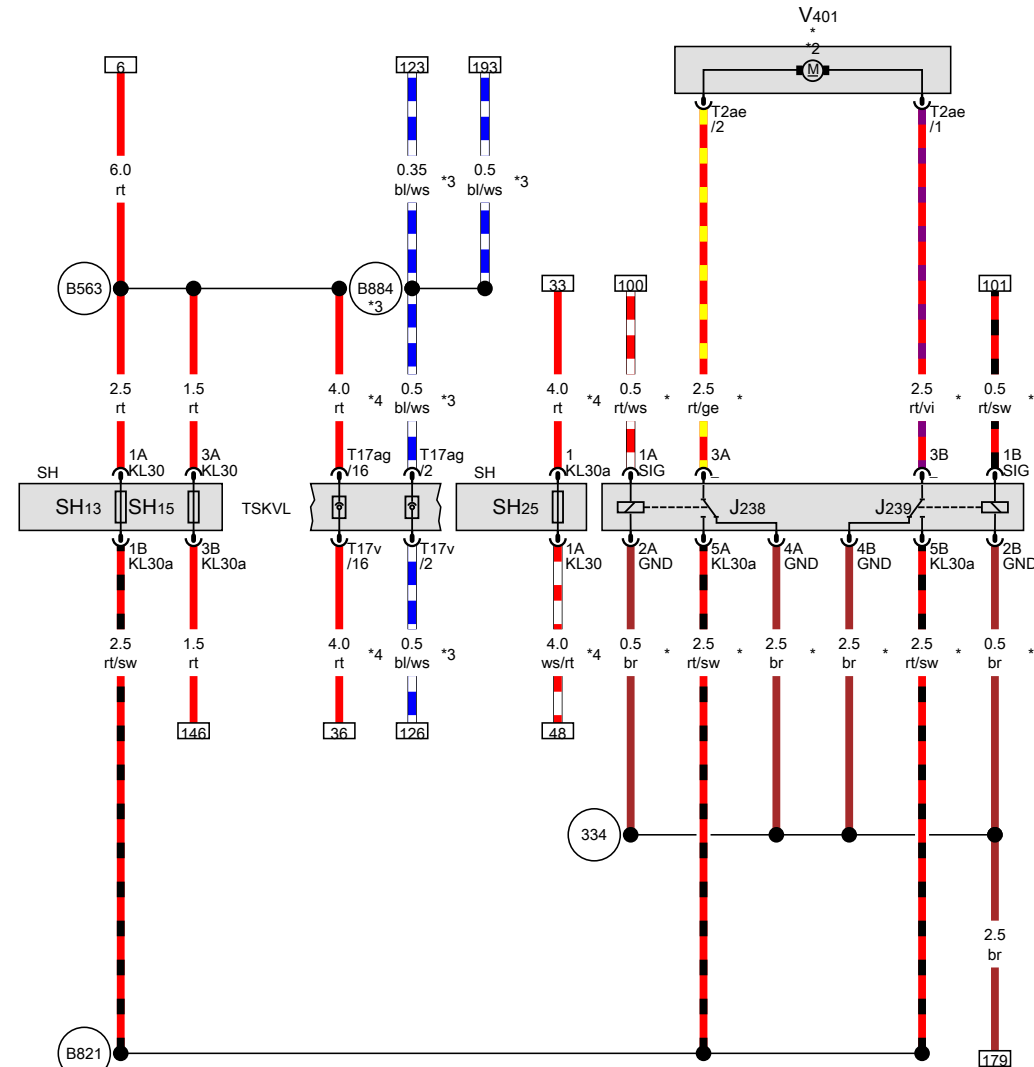 V401
*
*2
6
123
193
M
T2ae
/2
T2ae
/1
6.0
rt
0.35
bl/ws
*3
0.5
bl/ws
*3
B563
B884
*3
33
100
101
2.5
rt
1.5
rt
4.0
rt
*4
0.5
bl/ws
*3
4.0
rt
*4
0.5
rt/ws
*
2.5
rt/ge
*
2.5
rt/vi
*
0.5
rt/sw
*
SH
1A
KL30
3A
KL30
T17ag
/16
T17ag
/2
SH
1
KL30a
1A
SIG
3A
_
3B
_
1B
SIG
SH13
SH15
TSKVL
SH25
J238
J239
1B
KL30a
3B
KL30a
T17v
/16
T17v
/2
1A
KL30
2A
GND
5A
KL30a
4A
GND
4B
GND
5B
KL30a
2B
GND
2.5
rt/sw
1.5
rt
4.0
rt
*4
0.5
bl/ws
*3
4.0
ws/rt
*4
0.5
br
*
2.5
rt/sw
*
2.5
br
*
2.5
br
*
2.5
rt/sw
*
0.5
br
*
146
36
126
48
334
2.5
br
B821
179